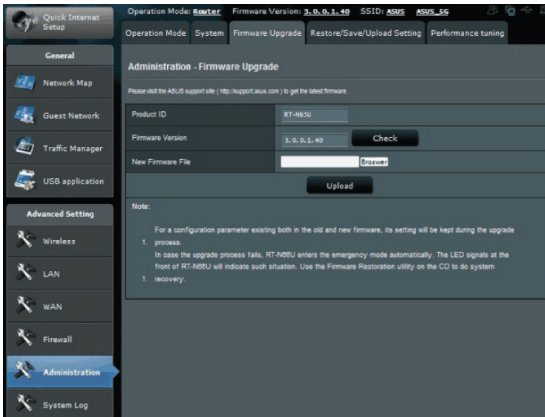 Quick Internet
Setup
Operation Mode: Router Firmware Version: 3.0.0.1.40 SSID: ASUS ASUS_5G
Operation Mode System Firmware Upgrade Restore/Save/Upload Setting Performance tuning
General
Network Map
Guest Network
Traffic Manager
USB application
Advanced Setting
Wireless
LAN
WAN
Firewall
Administration
System Log
Administration - Firmware Upgrade
Please visit the ASUS support site ( http://support.asus.com ) to get the latest firmware.
Product ID RT-N65U
Firmware Version 3.0.0.1.40 Check
New Firmware File Broswer
Upload
Note:
For a configuration parameter existing both in the old and new firmware, its setting will be kept during the upgrade
1. process.
In case the upgrade process fails, RT-N66U enters the emergency mode automatically. The LED signals at the
front of RT-N66U will indicate such situation. Use the Firmware Restoration utility on the CD to do system
1. recovery.